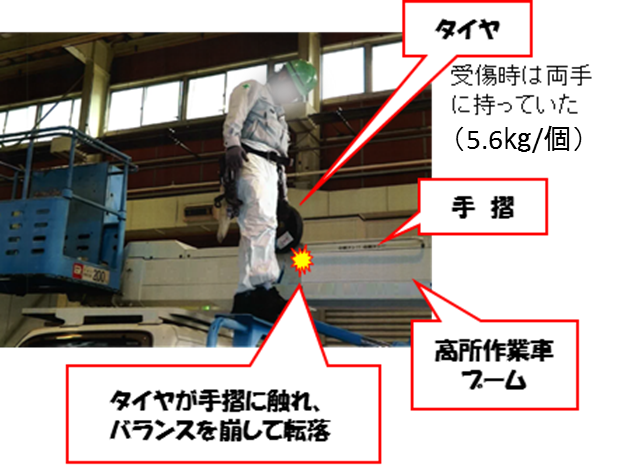 タイヤ
受傷時は両手
に持っていた
（5.6kg/個）
手 摺
200
高所作業車
ブーム
タイヤが手摺に触れ、
バランスを崩して転落